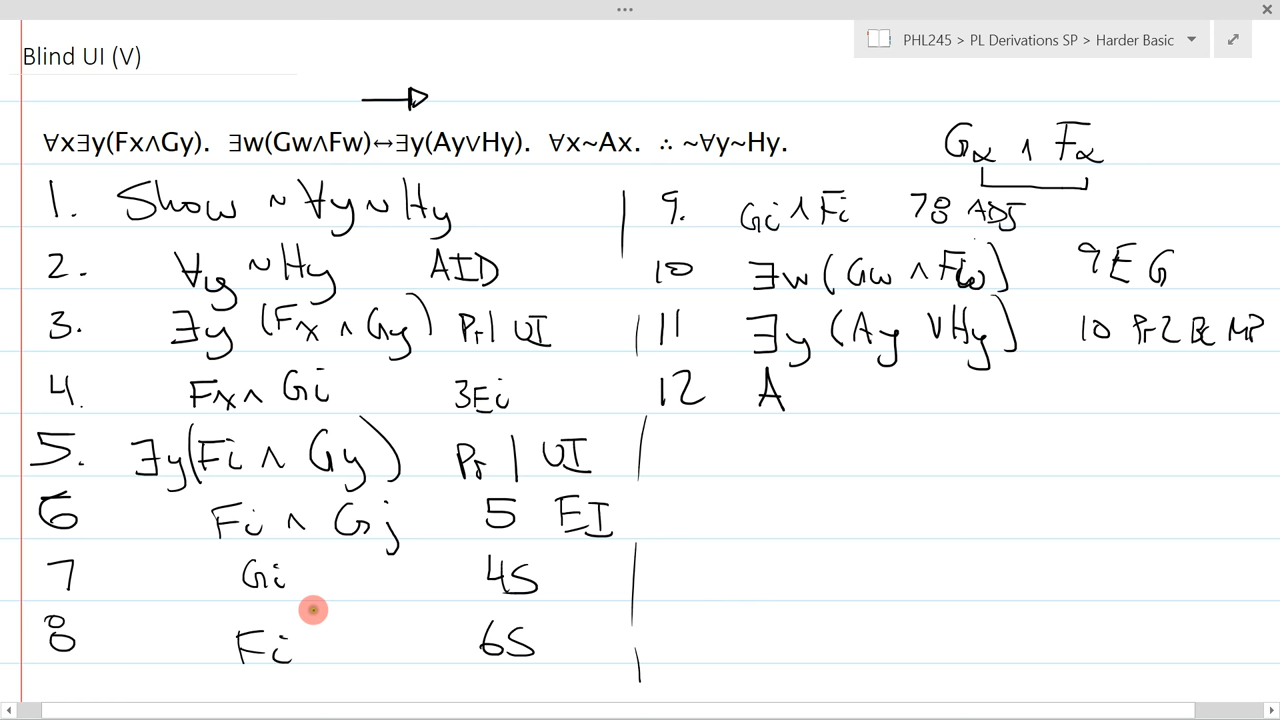 PHL245 > PL Derivations SP > Harder Basic
Blind UI (V)
∀x∃y(Fx∧Gy). ∃w(Gw∧Fw)↔∃y(Ay∨Hy). ∀x~Ax. ∴ ~∀y~Hy.
Gα ∧ Fα
1. Show ~∀y~Hy
2. ∀y ~Hy AID
3. ∃y (Fx ∧ Gy) Pr1 UI
4. Fx ∧ Gi 3Ei
5. ∃y(Fi ∧ Gy) Pr1 UI
6 Fi ∧ Gj 5 EI
7 Gi 4S
8 Fi 6S
9. Gi ∧ Fi 78 ADJ
10 ∃w (Gw ∧ Fw) 9EG
11 ∃y (Ay ∨ Hy) 10 Pr2 BC MP
12 A